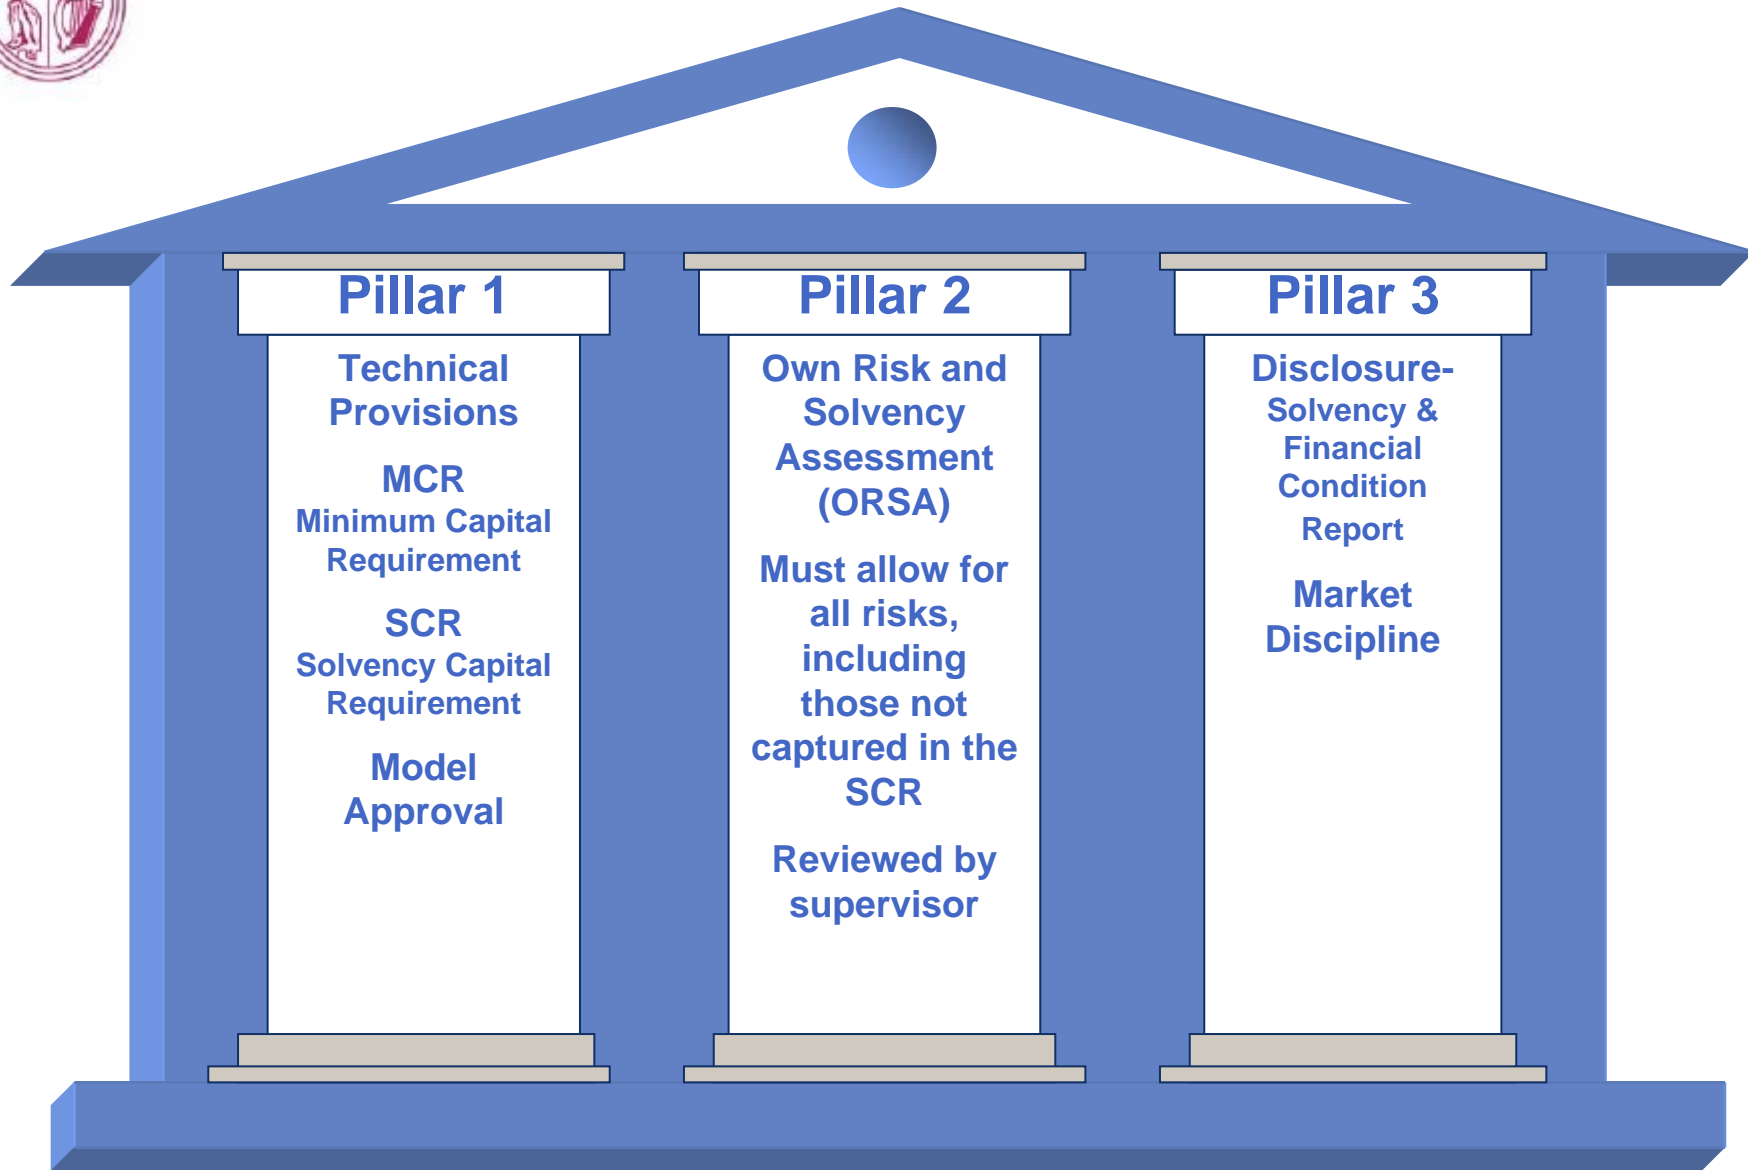 Pillar 1
Technical
Provisions
MCR
Minimum Capital
Requirement
SCR
Solvency Capital
Requirement
Model
Approval
Pillar 2
Own Risk and
Solvency
Assessment
(ORSA)
Must allow for
all risks,
including
those not
captured in the
SCR
Reviewed by
supervisor
Pillar 3
Disclosure-
Solvency &
Financial
Condition
Report
Market
Discipline